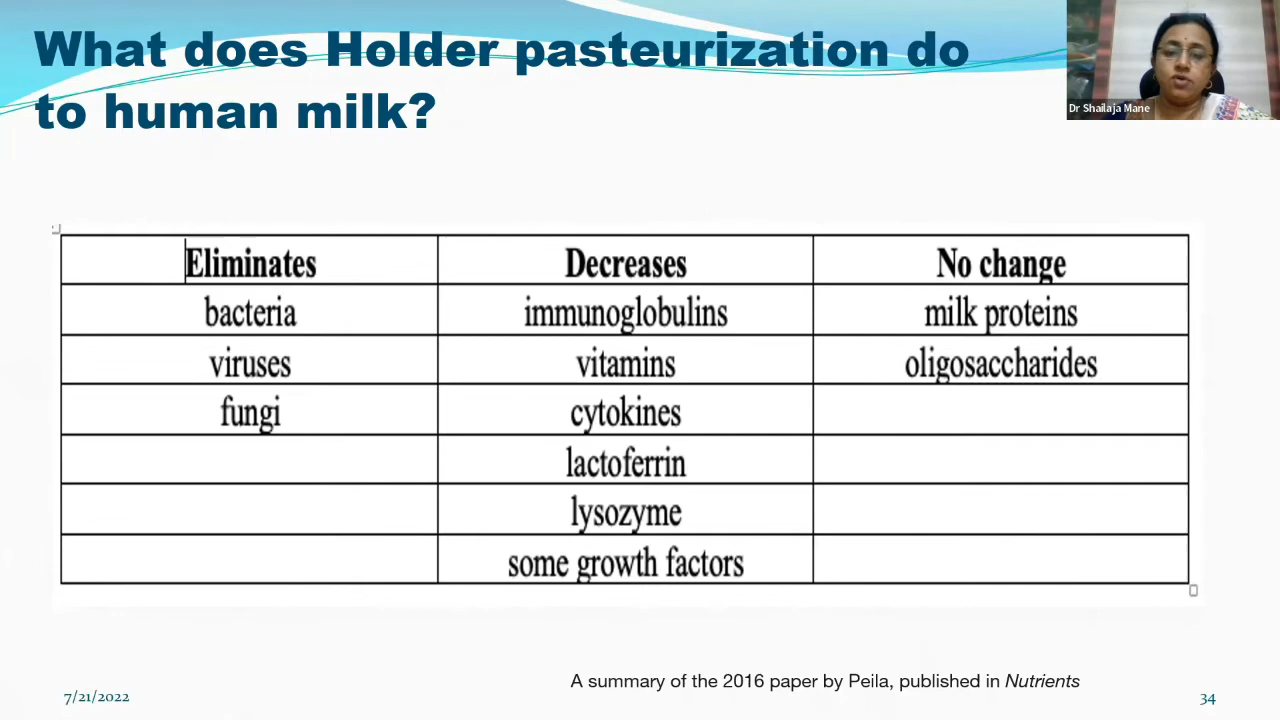 What does Holder pasteurization do
to human milk?
Dr Shailaja Mane
Eliminates Decreases No change
bacteria immunoglobulins milk proteins
viruses vitamins oligosaccharides
fungi cytokines
lactoferrin
lysozyme
some growth factors
A summary of the 2016 paper by Peila, published in Nutrients
7/21/2022
34